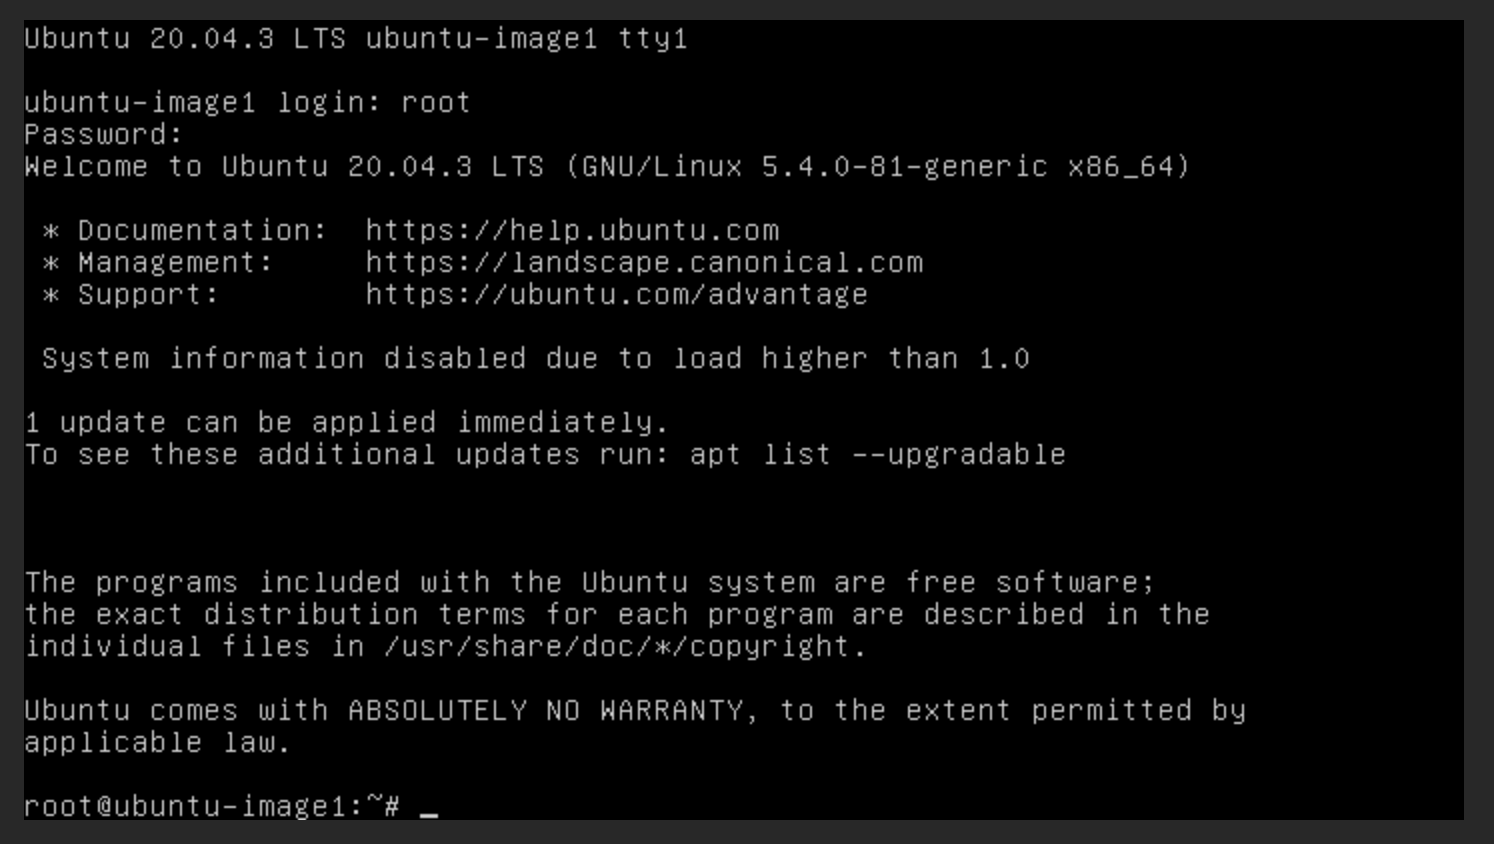 Ubuntu 20.04.3 LTS ubuntu-image1 tty1
ubuntu-image1 login: root
Password:
Welcome to Ubuntu 20.04.3 LTS (GNU/Linux 5.4.0-81-generic x86_64)
* Documentation:  https://help.ubuntu.com
* Management:     https://landscape.canonical.com
* Support:        https://ubuntu.com/advantage
System information disabled due to load higher than 1.0
1 update can be applied immediately.
To see these additional updates run: apt list --upgradable
The programs included with the Ubuntu system are free software;
the exact distribution terms for each program are described in the
individual files in /usr/share/doc/*/copyright.
Ubuntu comes with ABSOLUTELY NO WARRANTY, to the extent permitted by
applicable law.
root@ubuntu-image1:~# _